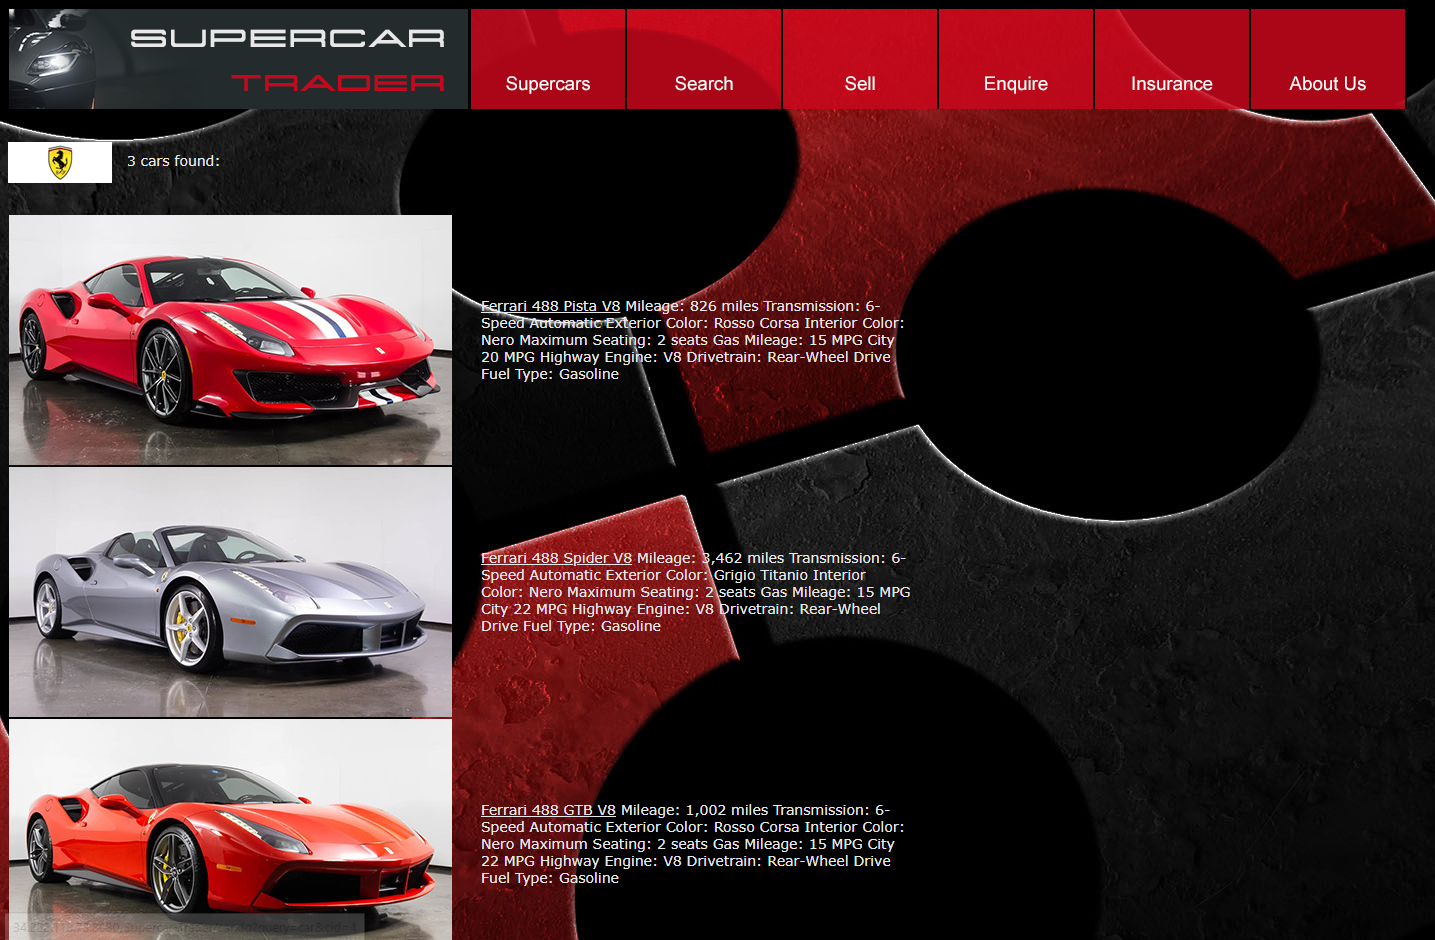 SUPERCAR
TRADER
Supercars
Search
Sell
Enquire
Insurance
About Us
3 cars found:
Ferrari 488 Pista V8 Mileage: 826 miles Transmission: 6-
Speed Automatic Exterior Color: Rosso Corsa Interior Color:
Nero Maximum Seating: 2 seats Gas Mileage: 15 MPG City
20 MPG Highway Engine: V8 Drivetrain: Rear-Wheel Drive
Fuel Type: Gasoline
Ferrari 488 Spider V8 Mileage: 3,462 miles Transmission: 6-
Speed Automatic Exterior Color: Grigio Titanio Interior
Color: Nero Maximum Seating: 2 seats Gas Mileage: 15 MPG
City 22 MPG Highway Engine: V8 Drivetrain: Rear-Wheel
Drive Fuel Type: Gasoline
Ferrari 488 GTB V8 Mileage: 1,002 miles Transmission: 6-
Speed Automatic Exterior Color: Rosso Corsa Interior Color:
Nero Maximum Seating: 2 seats Gas Mileage: 15 MPG City
22 MPG Highway Engine: V8 Drivetrain: Rear-Wheel Drive
Fuel Type: Gasoline